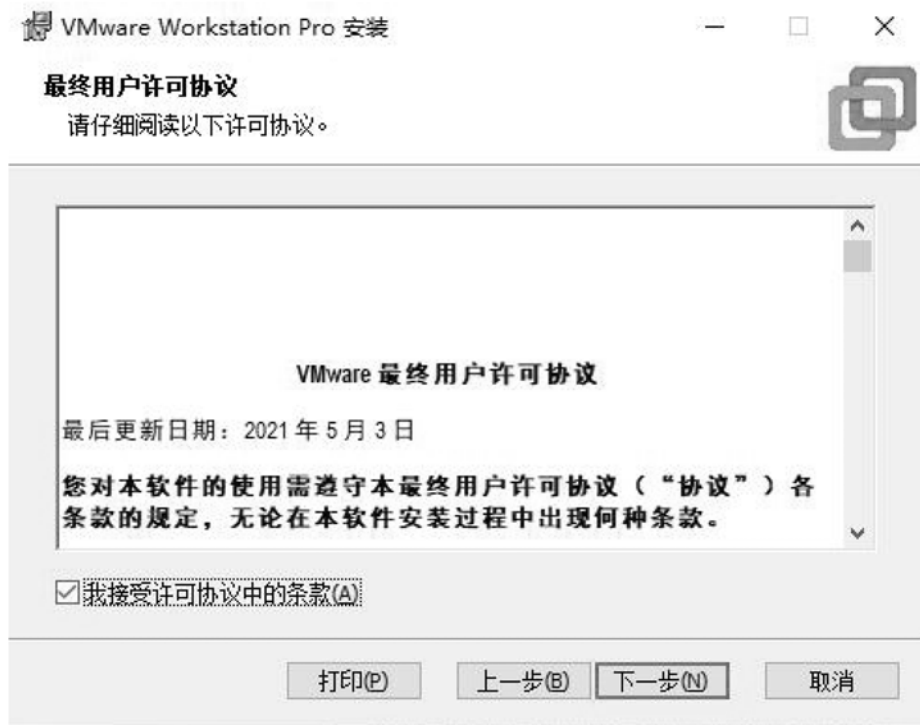 VMware Workstation Pro 安装
最终用户许可协议
请仔细阅读以下许可协议。
VMware 最终用户许可协议
最后更新日期：2021 年 5 月 3 日
您对本软件的使用需遵守本最终用户许可协议（“协议”）各
条款的规定，无论在本软件安装过程中出现何种条款。
我接受许可协议中的条款(A)
打印(P) 上一步(B) 下一步(N) 取消